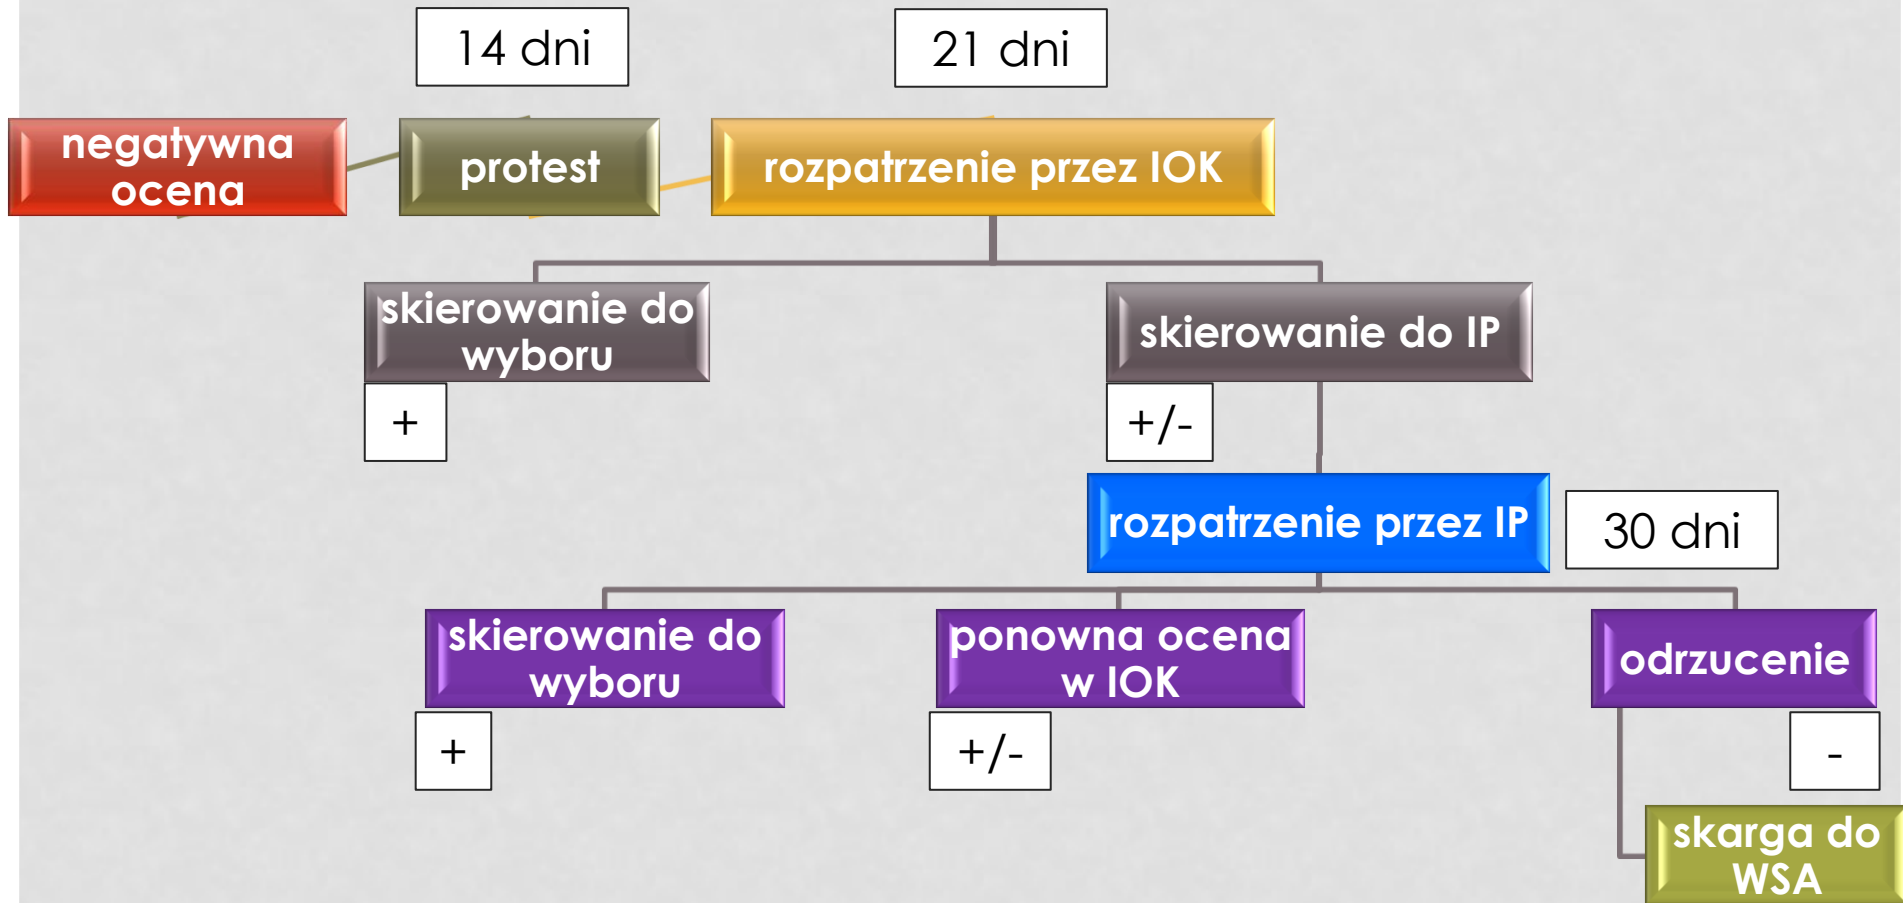 14 dni
21 dni
negatywna
ocena
protest
rozpatrzenie przez IOK
skierowanie do
wyboru
skierowanie do IP
+
+/-
rozpatrzenie przez IP
30 dni
skierowanie do
wyboru
ponowna ocena
w IOK
odrzucenie
+
+/-
-
skarga do
WSA